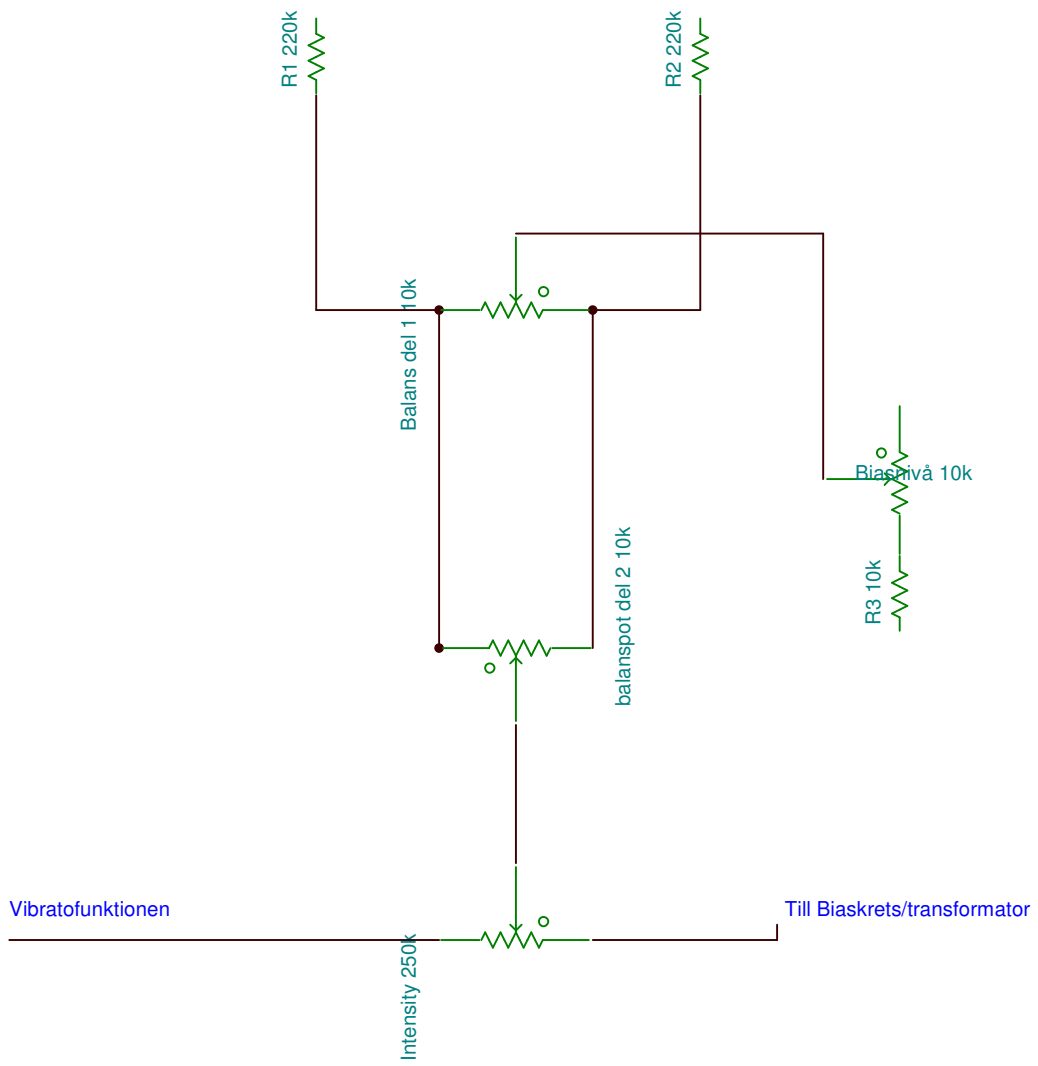 R1 220k
R2 220k
Balans del 1 10k
Biasnivå 10k
balanspot del 2 10k
R3 10k
Vibratofunktionen
Till Biaskrets/transformator
Intensity 250k